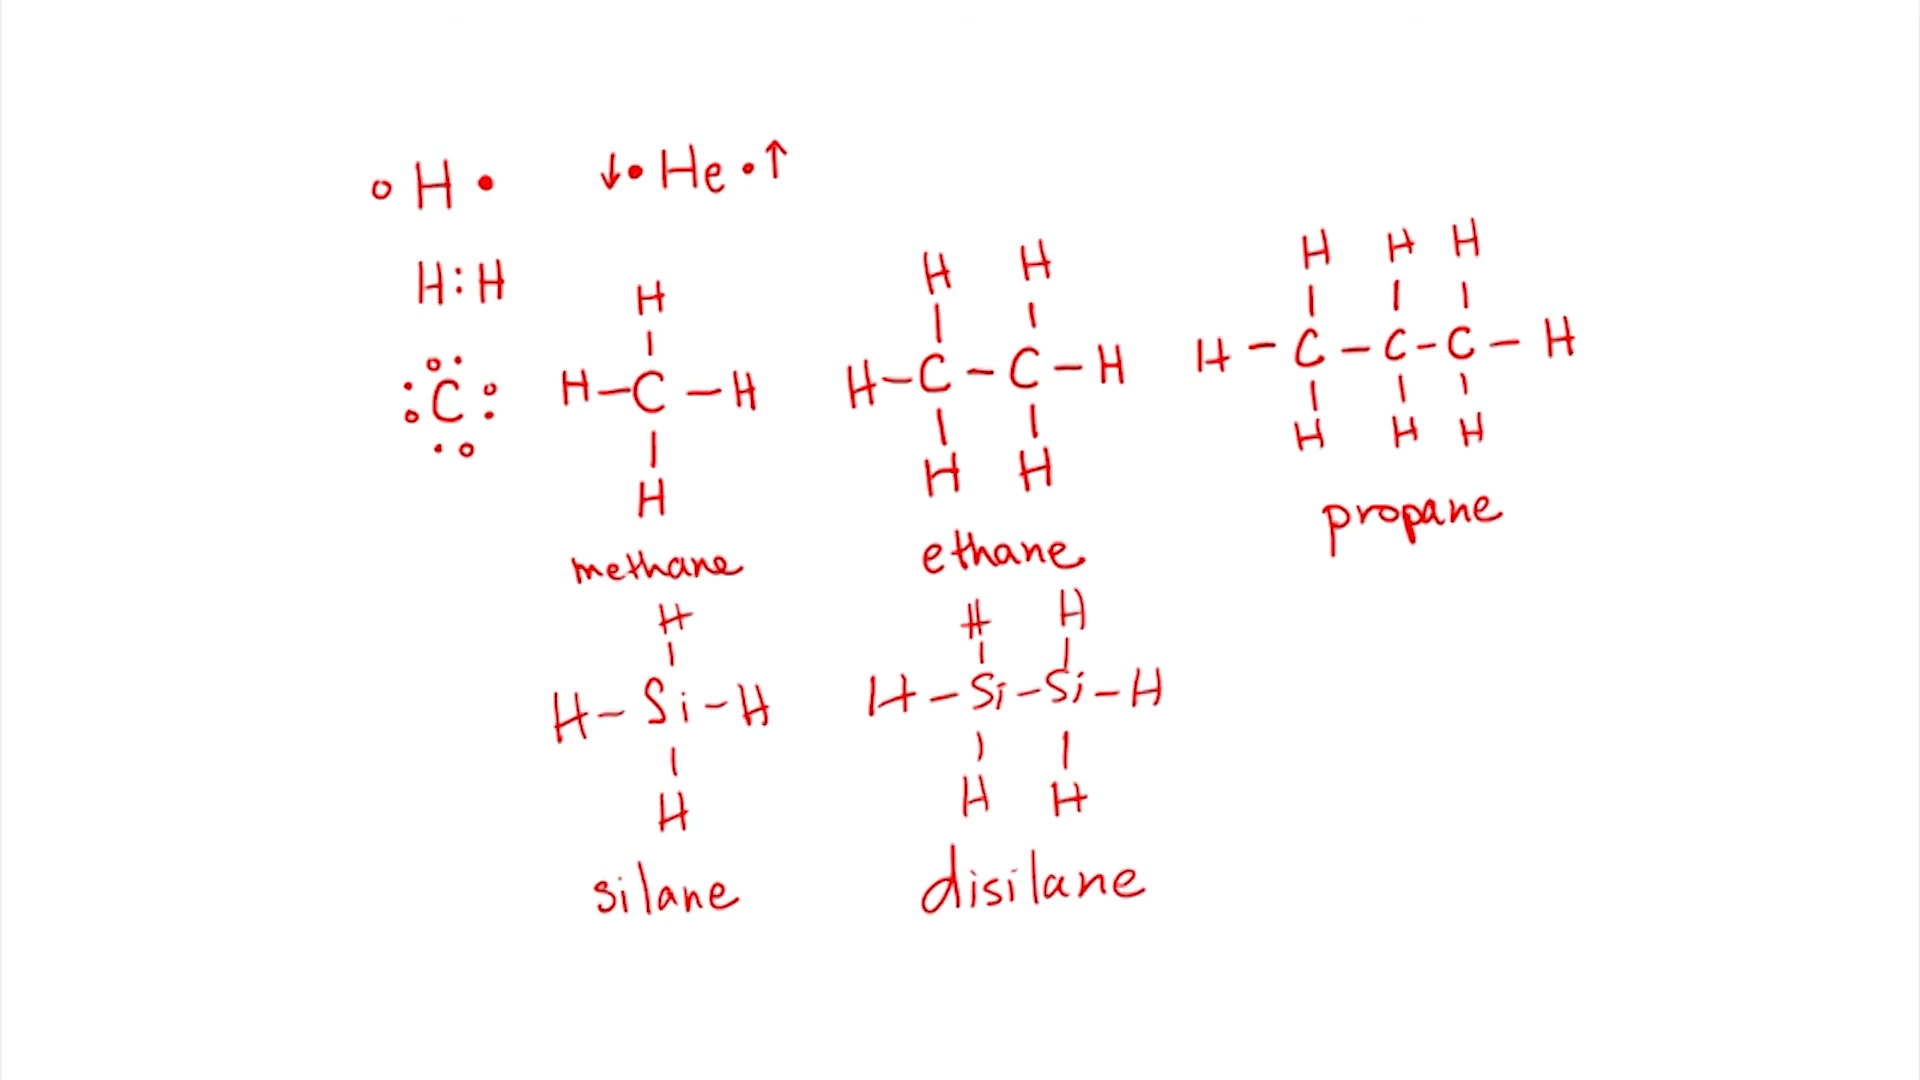 H• ↓•He•↑
H:H
C
H
H–C–H
H
methane
H H
H–C–C–H
H H
ethane
H H H
H–C–C–C–H
H H H
propane
H
H–Si–H
H
silane
H H
H–Si–Si–H
H H
disilane